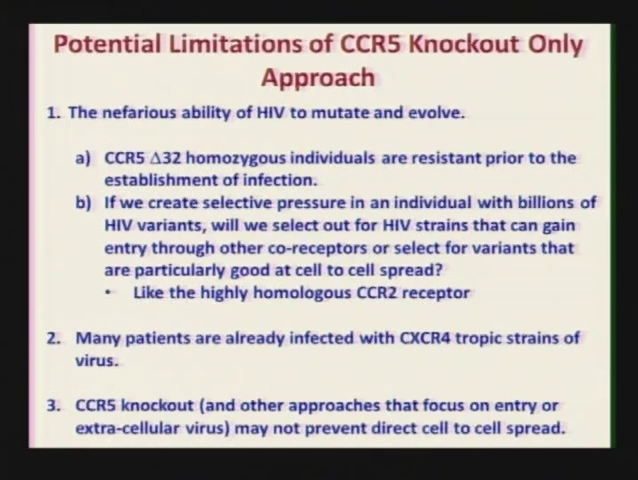 Potential Limitations of CCR5 Knockout Only
Approach
1. The nefarious ability of HIV to mutate and evolve.
a) CCR5 Δ32 homozygous individuals are resistant prior to the
establishment of infection.
b) If we create selective pressure in an individual with billions of
HIV variants, will we select out for HIV strains that can gain
entry through other co-receptors or select for variants that
are particularly good at cell to cell spread?
• Like the highly homologous CCR2 receptor
2. Many patients are already infected with CXCR4 tropic strains of
virus.
3. CCR5 knockout (and other approaches that focus on entry or
extra-cellular virus) may not prevent direct cell to cell spread.